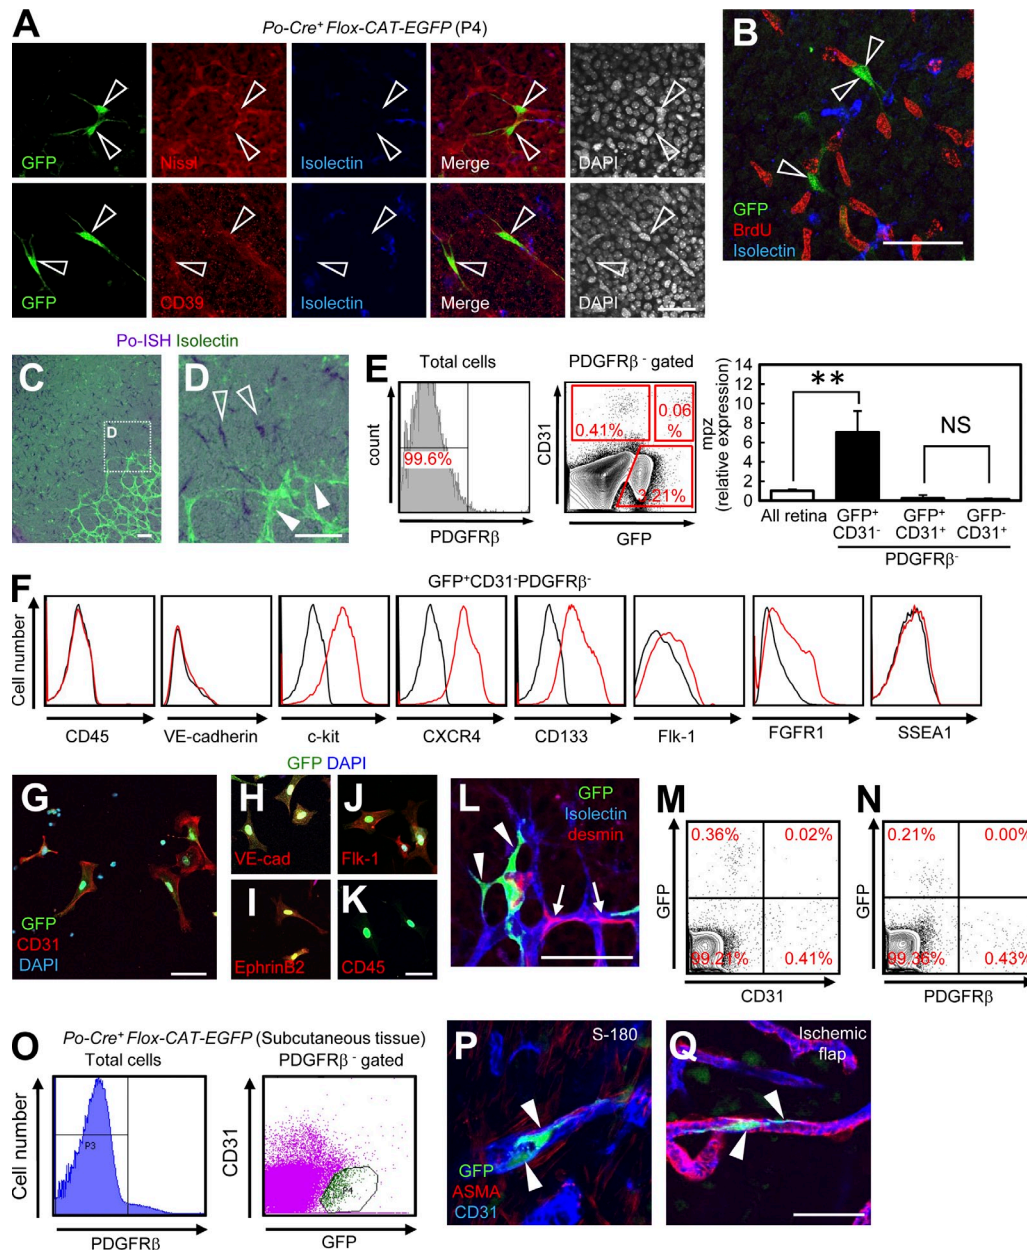 A
Po-Cre+ Flox-CAT-EGFP (P4)
GFP
Nissl
Isolectin
Merge
DAPI
GFP
CD39
Isolectin
Merge
DAPI
B
GFP
BrdU
Isolectin
Po-ISH Isolectin
C
D
D
E
Total cells
count
99.6%
PDGFRβ
PDGFRβ - gated
CD31
0.41%
0.06
%
3.21%
GFP
mpz
(relative expression)
14
12
10
8
6
4
2
0
**
NS
All retina
GFP+
CD31-
GFP+
CD31+
GFP-
CD31+
PDGFRβ-
F
GFP+CD31-PDGFRβ-
Cell number
CD45
VE-cadherin
c-kit
CXCR4
CD133
Flk-1
FGFR1
SSEA1
GFP DAPI
G
GFP
CD31
DAPI
H
VE-cad
I
EphrinB2
J
Flk-1
K
CD45
L
GFP
Isolectin
desmin
M
GFP
0.36%
0.02%
99.21%
0.41%
CD31
N
GFP
0.21%
0.00%
99.36%
0.43%
PDGFRβ
O
Po-Cre+ Flox-CAT-EGFP (Subcutaneous tissue)
Total cells
Cell number
P3
PDGFRβ
PDGFRβ - gated
CD31
GFP
P
S-180
GFP
ASMA
CD31
Q
Ischemic
flap